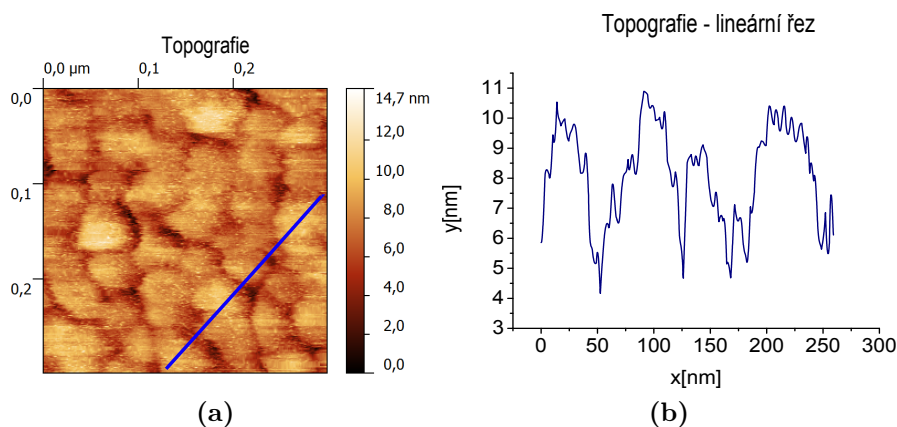 Topografie
0,0 µm 0,1 0,2
0,0
0,1
0,2
14,7 nm
12,0
10,0
8,0
6,0
4,0
2,0
0,0
(a)
Topografie - lineární řez
y[nm]
11
10
9
8
7
6
5
4
3
0 50 100 150 200 250 300
x[nm]
(b)